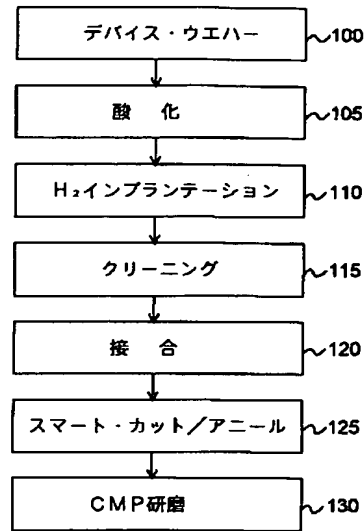 デバイス・ウエハー 100
酸 化 105
H₂インプランテーション 110
クリーニング 115
接 合 120
スマート・カット/アニール 125
CMP研磨 130